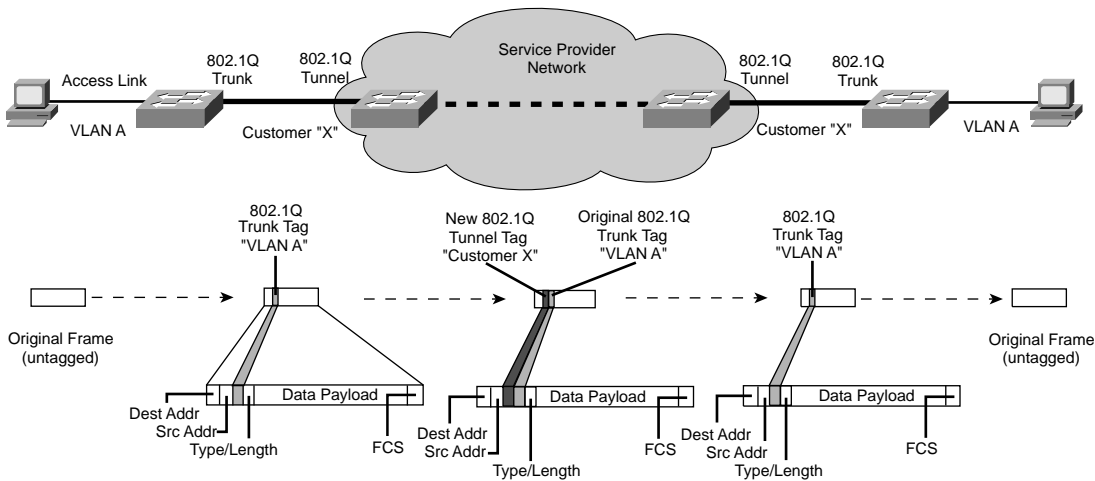 Service Provider
Network
Access Link
802.1Q
Trunk
802.1Q
Tunnel
802.1Q
Tunnel
802.1Q
Trunk
VLAN A
Customer "X"
Customer "X"
VLAN A
802.1Q
Trunk Tag
"VLAN A"
New 802.1Q
Tunnel Tag
"Customer X"
Original 802.1Q
Trunk Tag
"VLAN A"
802.1Q
Trunk Tag
"VLAN A"
Original Frame
(untagged)
Original Frame
(untagged)
Data Payload
Dest Addr
Src Addr
Type/Length
FCS
Data Payload
Dest Addr
Src Addr
Type/Length
FCS
Data Payload
Dest Addr
Src Addr
Type/Length
FCS